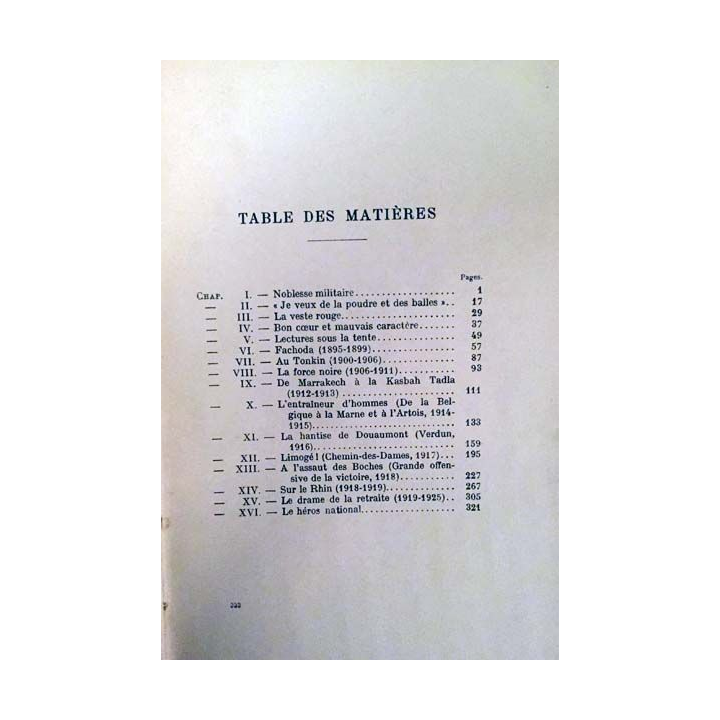 TABLE DES MATIÈRES
Pages.
CHAP. I. — Noblesse militaire..................... 1
— II. — « Je veux de la poudre et des balles ».. 17
— III. — La veste rouge........................ 29
— IV. — Bon cœur et mauvais caractère........ 37
— V. — Lectures sous la tente................ 49
— VI. — Fachoda (1895-1899).................. 57
— VII. — Au Tonkin (1900-1906)................ 87
— VIII. — La force noire (1906-1911)............ 93
— IX. — De Marrakech à la Kasbah Tadla
(1912-1913)........................ 111
— X. — L'entraîneur d'hommes (De la Bel-
gique à la Marne et à l'Artois, 1914-
1915)............................. 133
— XI. — La hantise de Douaumont (Verdun,
1916)............................. 159
— XII. — Limogé ! (Chemin-des-Dames, 1917).... 195
— XIII. — A l'assaut des Boches (Grande offen-
sive de la victoire, 1918)............ 227
— XIV. — Sur le Rhin (1918-1919).............. 267
— XV. — Le drame de la retraite (1919-1925).. 305
— XVI. — Le héros national.................... 321